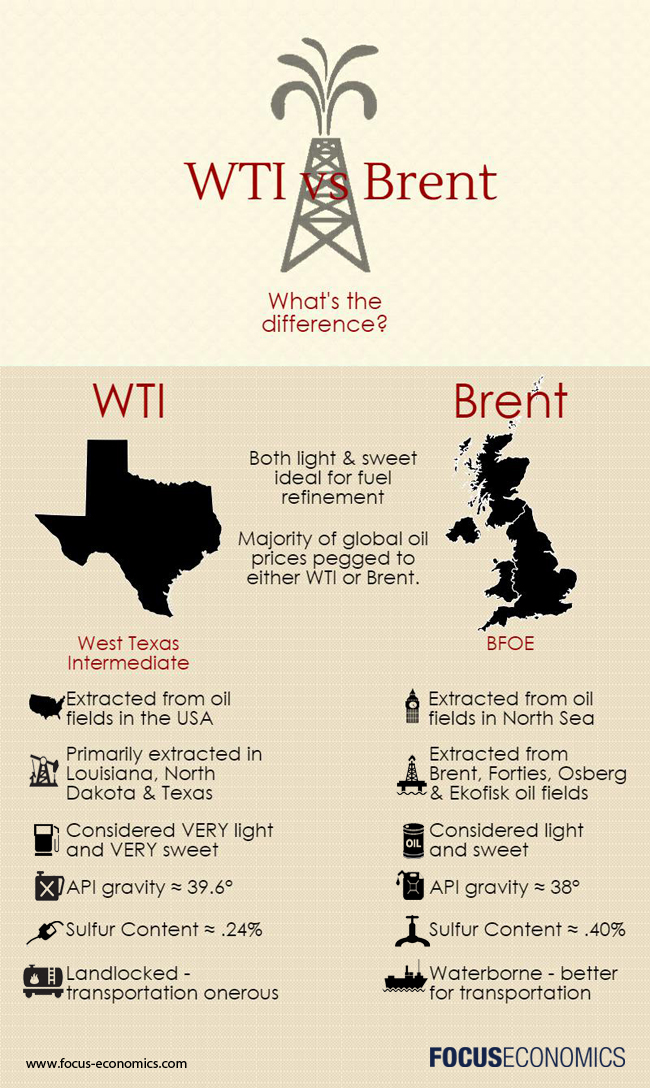 WTI vs Brent
What's the
difference?
WTI
Brent
Both light & sweet
ideal for fuel
refinement
Majority of global oil
prices pegged to
either WTI or Brent.
West Texas
Intermediate
BFOE
Extracted from oil
fields in the USA
Primarily extracted in
Louisiana, North
Dakota & Texas
Considered VERY light
and VERY sweet
API gravity ≈ 39.6°
Sulfur Content ≈ .24%
Landlocked -
transportation onerous
Extracted from oil
fields in North Sea
Extracted from
Brent, Forties, Osberg
& Ekofisk oil fields
OIL
Considered light
and sweet
API gravity ≈ 38°
Sulfur Content ≈ .40%
Waterborne - better
for transportation
www.focus-economics.com
FOCUSECONOMICS